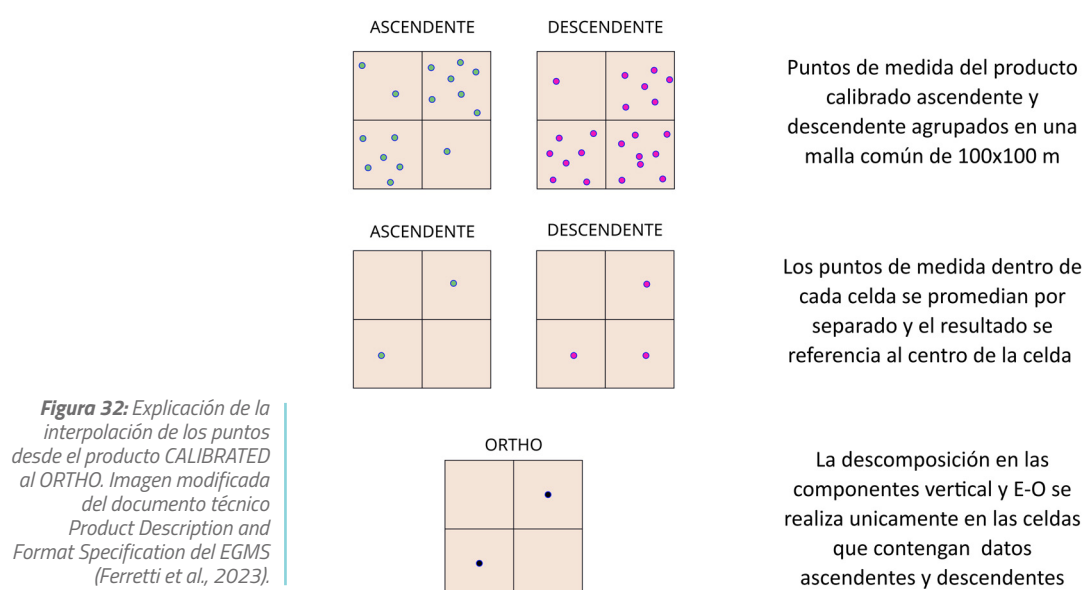 ASCENDENTE
DESCENDENTE
Puntos de medida del producto
calibrado ascendente y
descendente agrupados en una
malla común de 100x100 m
ASCENDENTE
DESCENDENTE
Los puntos de medida dentro de
cada celda se promedian por
separado y el resultado se
referencia al centro de la celda
Figura 32: Explicación de la
interpolación de los puntos
desde el producto CALIBRATED
al ORTHO. Imagen modificada
del documento técnico
Product Description and
Format Specification del EGMS
(Ferretti et al., 2023).
ORTHO
La descomposición en las
componentes vertical y E-O se
realiza unicamente en las celdas
que contengan datos
ascendentes y descendentes